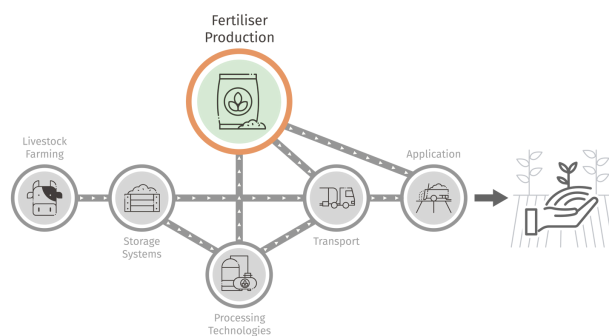 Fertiliser
Production
Livestock
Farming
Application
Storage
Systems
Transport
Processing
Technologies